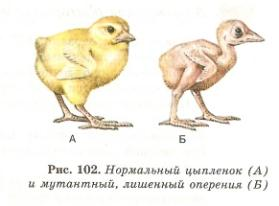 А
Б
Рис. 102. Нормальный цыпленок (А)
и мутантный, лишенный оперения (Б)